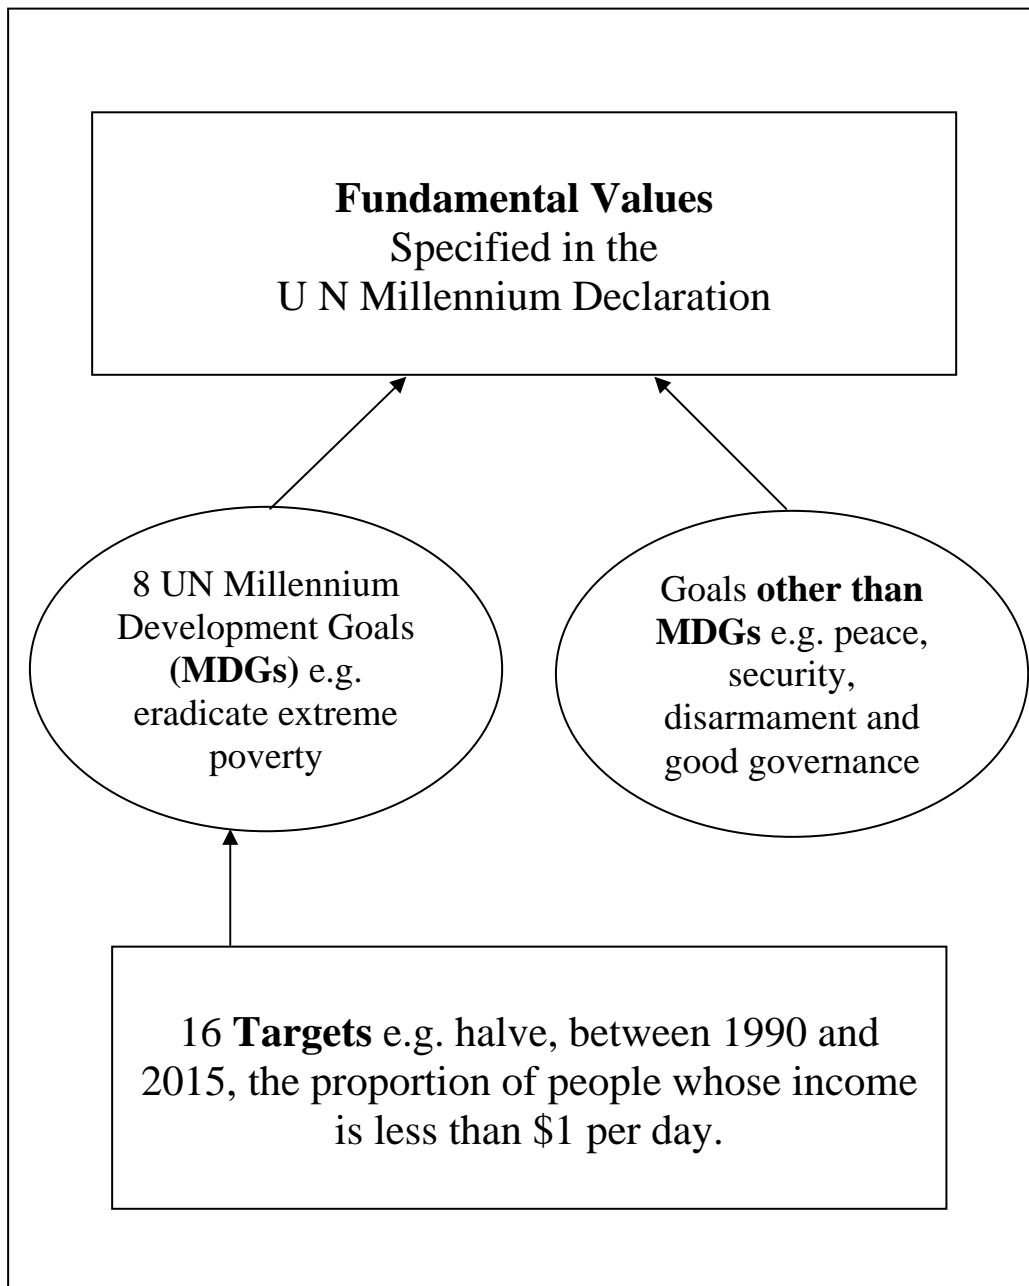 Fundamental Values
Specified in the
U N Millennium Declaration
8 UN Millennium
Development Goals
(MDGs) e.g.
eradicate extreme
poverty
Goals other than
MDGs e.g. peace,
security,
disarmament and
good governance
16 Targets e.g. halve, between 1990 and
2015, the proportion of people whose income
is less than $1 per day.